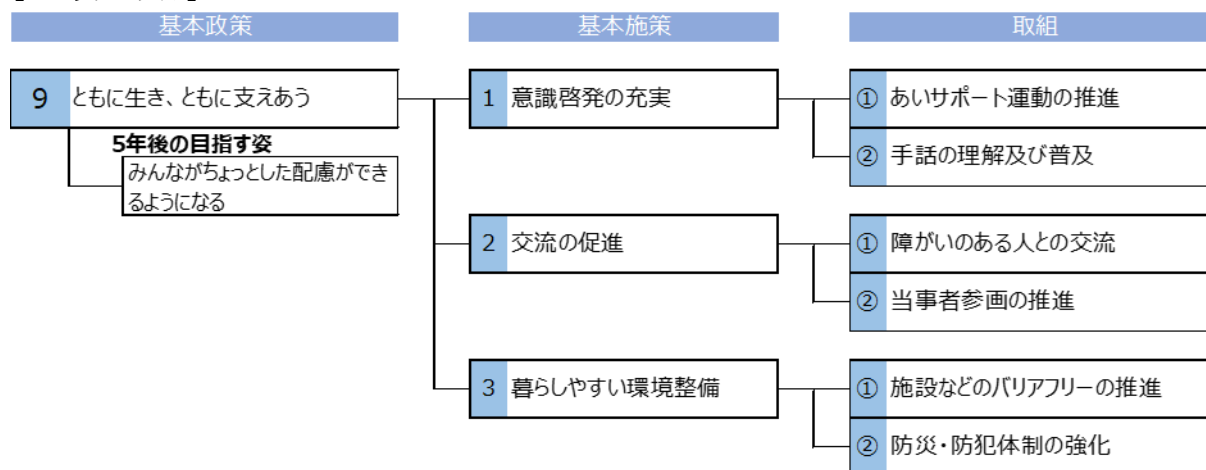 基本政策
基本施策
取組
9 ともに生き、ともに支えあう
5年後の目指す姿
みんながちょっとした配慮ができ
るようになる
1 意識啓発の充実
① あいサポート運動の推進
② 手話の理解及び普及
2 交流の促進
① 障がいのある人との交流
② 当事者参画の推進
3 暮らしやすい環境整備
① 施設などのバリアフリーの推進
② 防災・防犯体制の強化